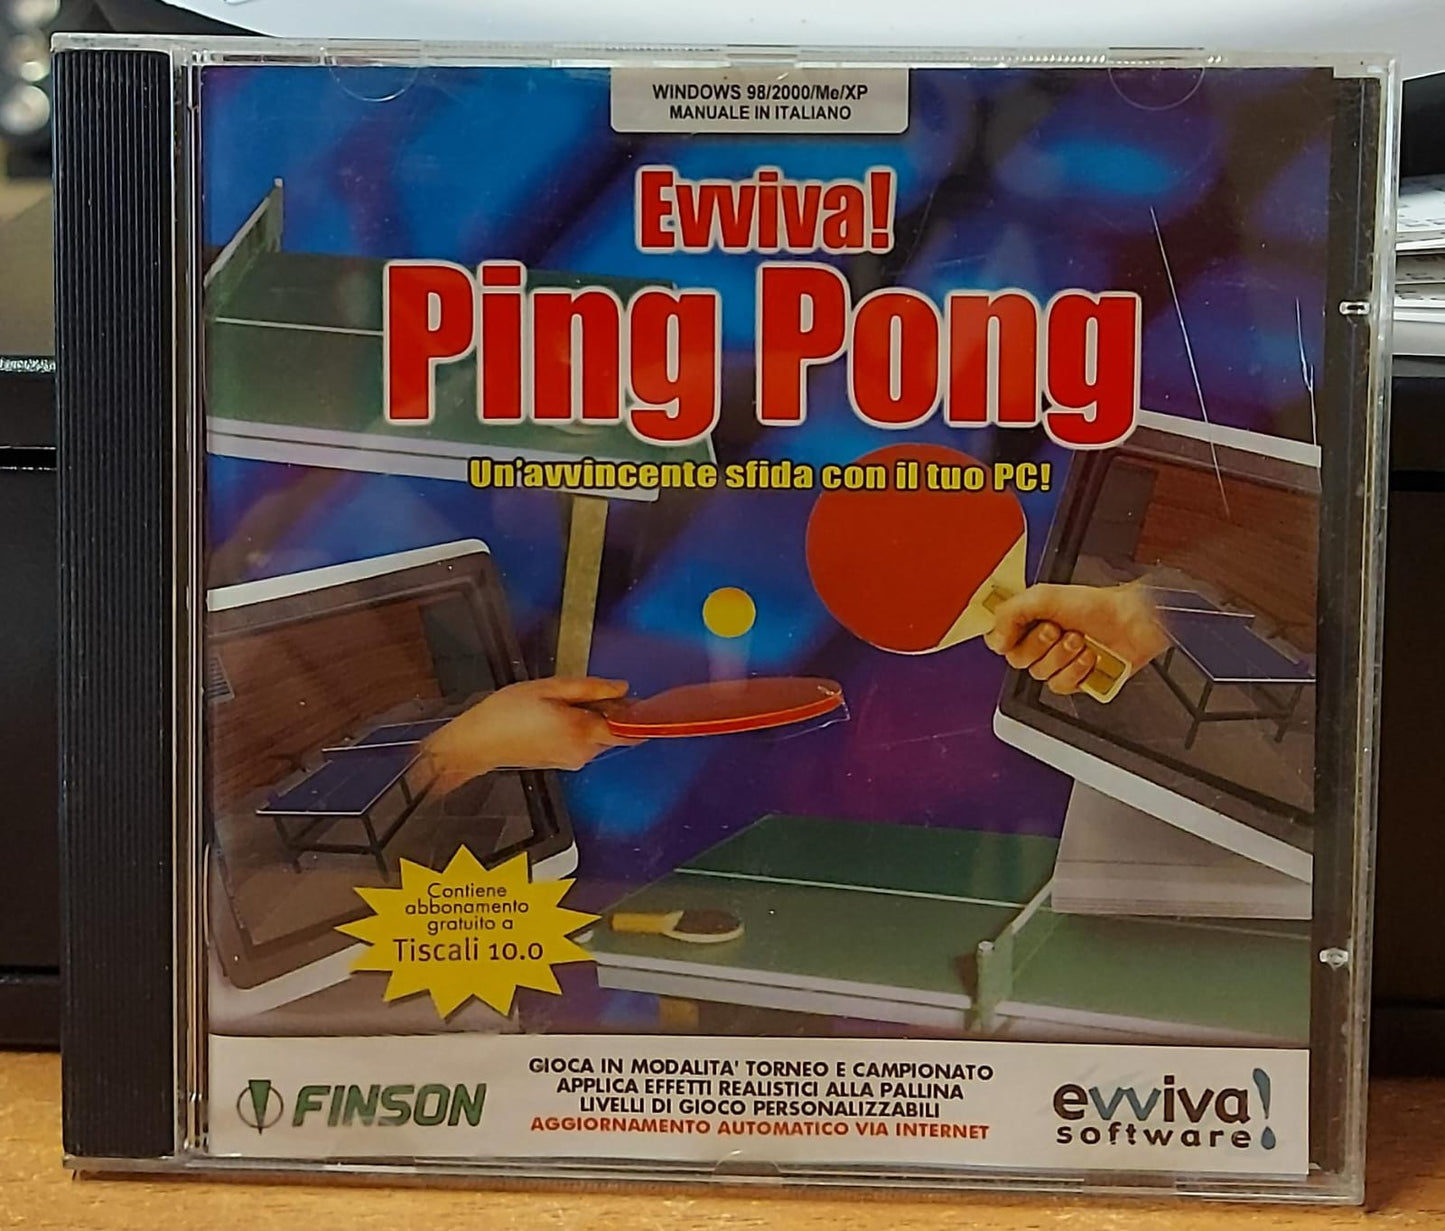 WINDOWS 98/2000/Me/XP
MANUALE IN ITALIANO
Evviva!
Ping Pong
Un'avvincente sfida con il tuo PC!
Contiene
abbonamento
gratuito a
Tiscali 10.0
FINSON
GIOCA IN MODALITA' TORNEO E CAMPIONATO
APPLICA EFFETTI REALISTICI ALLA PALLINA
LIVELLI DI GIOCO PERSONALIZZABILI
AGGIORNAMENTO AUTOMATICO VIA INTERNET
evviva!
software